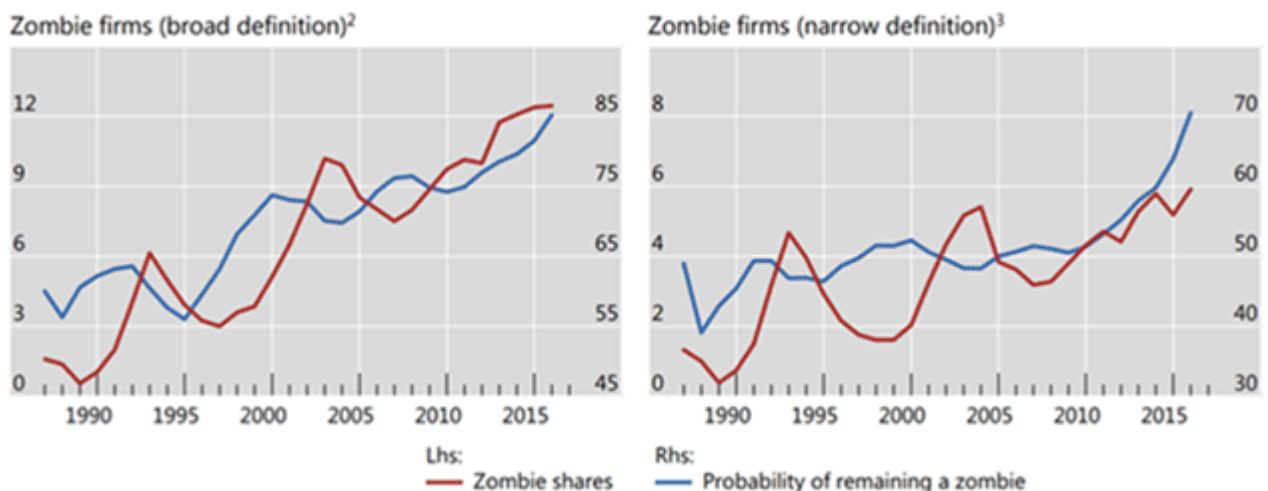 Zombie firms (broad definition)² Zombie firms (narrow definition)³
12 85 8 70
9 75 6 60
6 65 4 50
3 55 2 40
0 45 0 30
1990 1995 2000 2005 2010 2015 1990 1995 2000 2005 2010 2015
Lhs: Rhs:
Zombie shares Probability of remaining a zombie